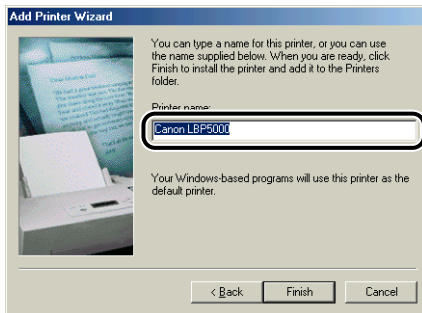 Add Printer Wizard
You can type a name for this printer, or you can use
the name supplied below. When you are ready, click
Finish to install the printer and add it to the Printers
folder.
Printer name:
Canon LBP5000
Your Windows-based programs will use this printer as the
default printer.
< Back
Finish
Cancel